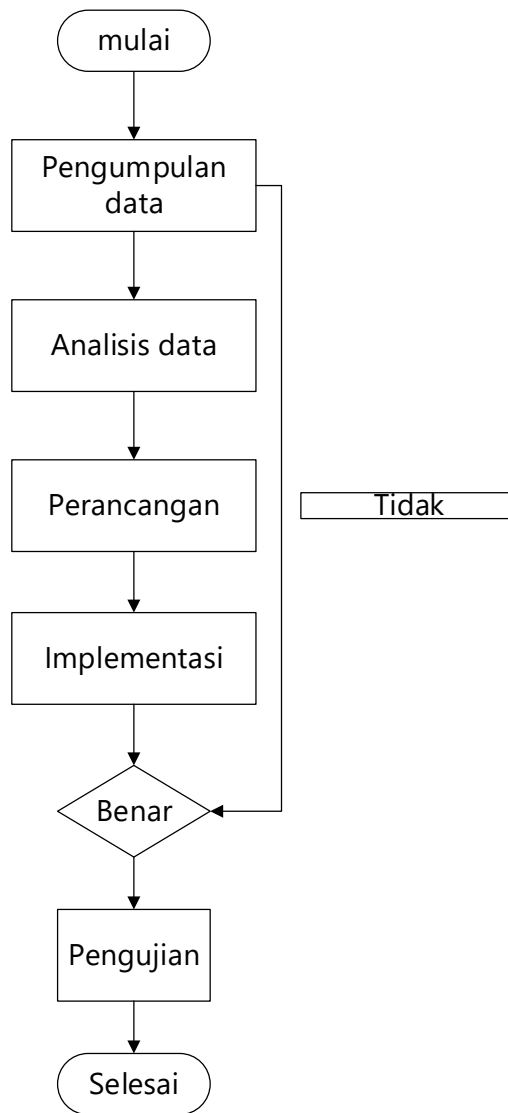 mulai
Pengumpulan
data
Analisis data
Perancangan
Tidak
Implementasi
Benar
Pengujian
Selesai